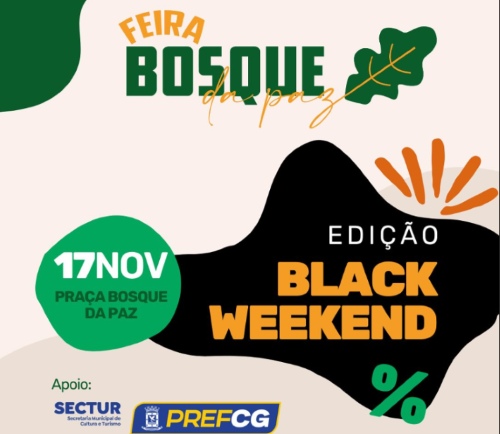 FEIRA
BOSQUE
da paz
EDIÇÃO
BLACK
WEEKEND
%
17NOV
PRAÇA BOSQUE
DA PAZ
Apoio:
SECTUR
Secretaria Municipal de
Cultura e Turismo
PREFCG